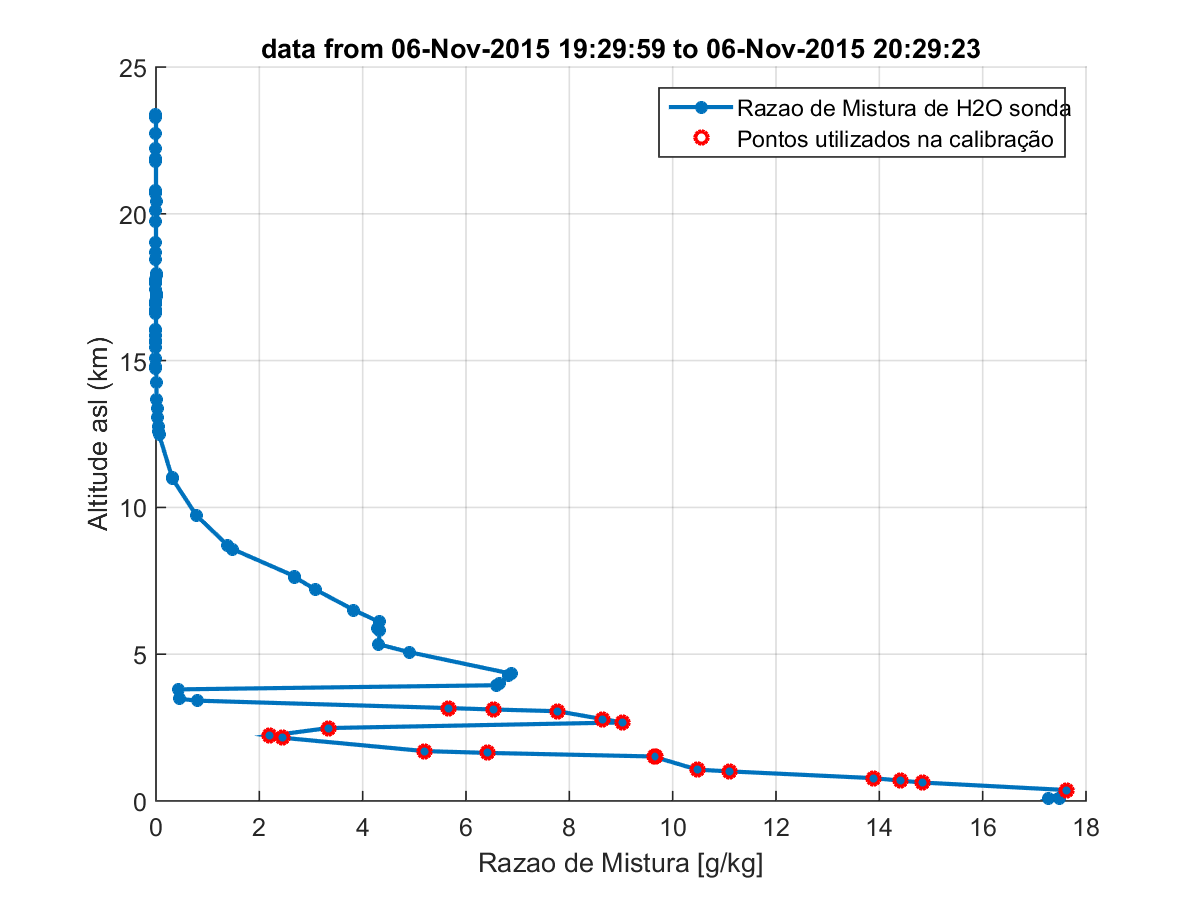 data from 06-Nov-2015 19:29:59 to 06-Nov-2015 20:29:23
Razao de Mistura de H2O sonda
Pontos utilizados na calibração
Altitude asl (km)
25
20
15
10
5
0
0 2 4 6 8 10 12 14 16 18
Razao de Mistura [g/kg]